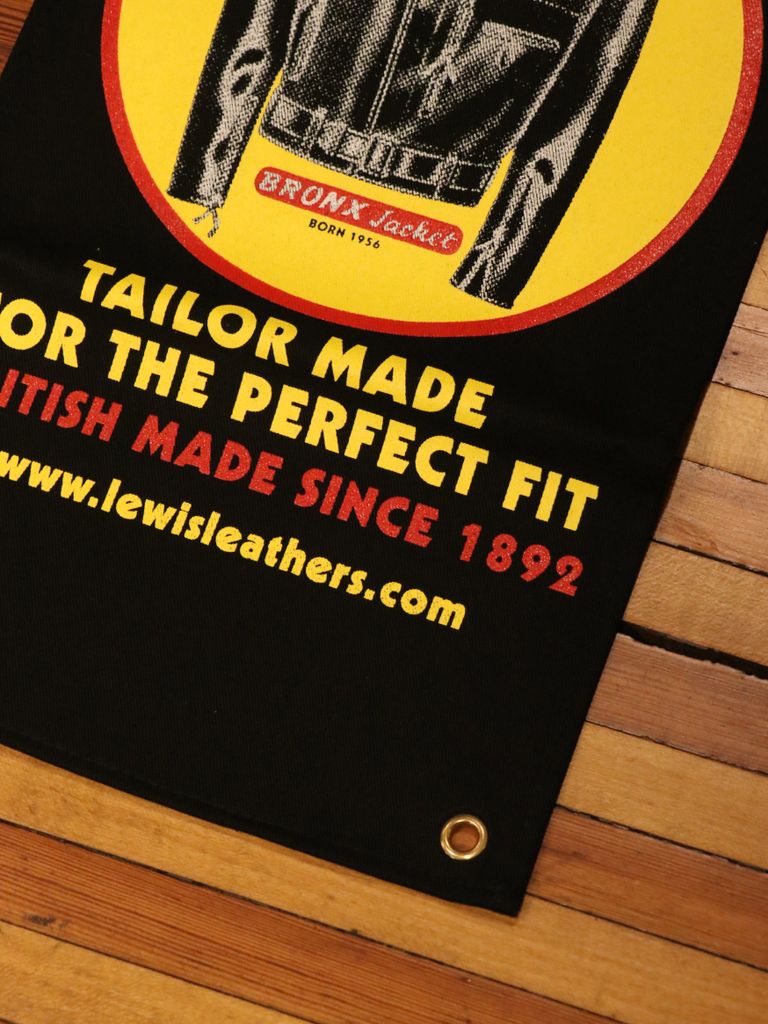 BRONX Jacket
BORN 1956
TAILOR MADE
OR THE PERFECT FIT
ITISH MADE SINCE 1892
www.lewisleathers.com